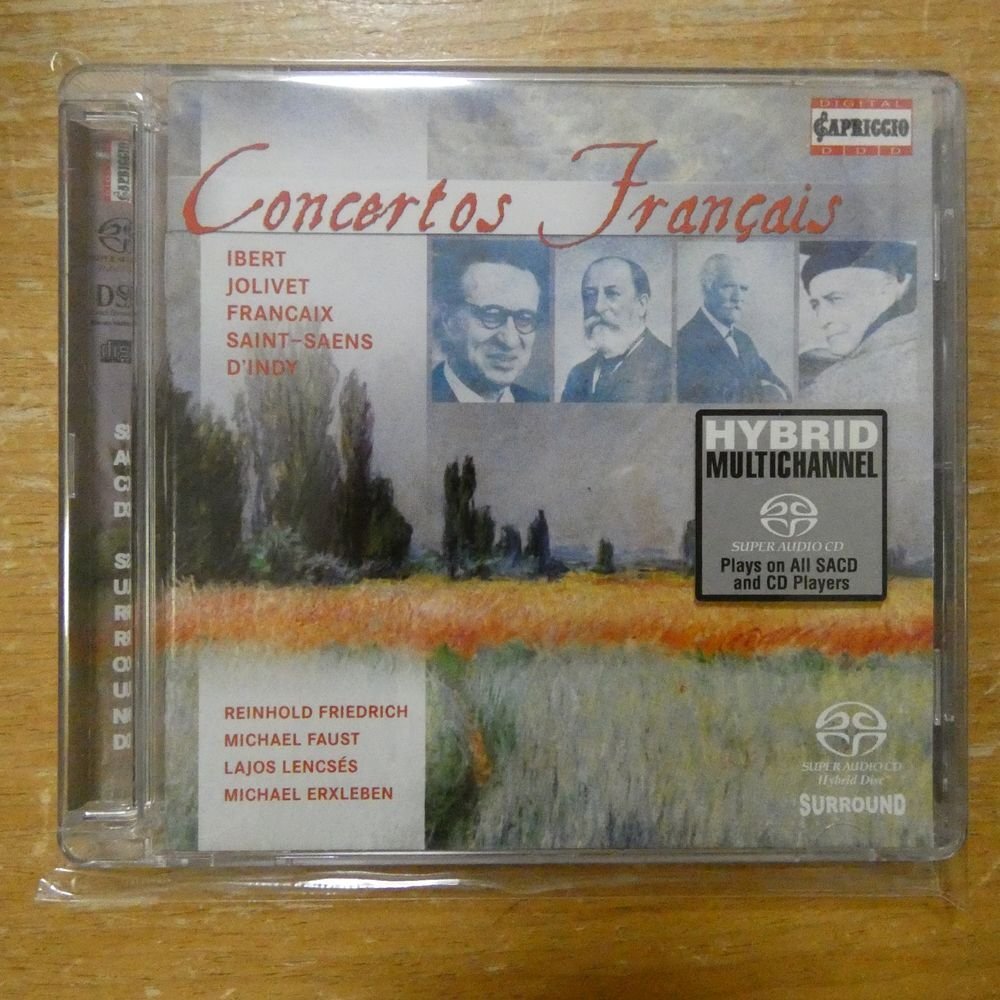 DIGITAL
CAPRICCIO
DDD
Concertos Français
IBERT
JOLIVET
FRANCAIX
SAINT-SAENS
D'INDY
HYBRID
MULTICHANNEL
SUPER AUDIO CD
Plays on All SACD
and CD Players
REINHOLD FRIEDRICH
MICHAEL FAUST
LAJOS LENCSÉS
MICHAEL ERXLEBEN
SUPER AUDIO CD
Hybrid Disc
SURROUND
CAPRICCIO
SACD SURROUND